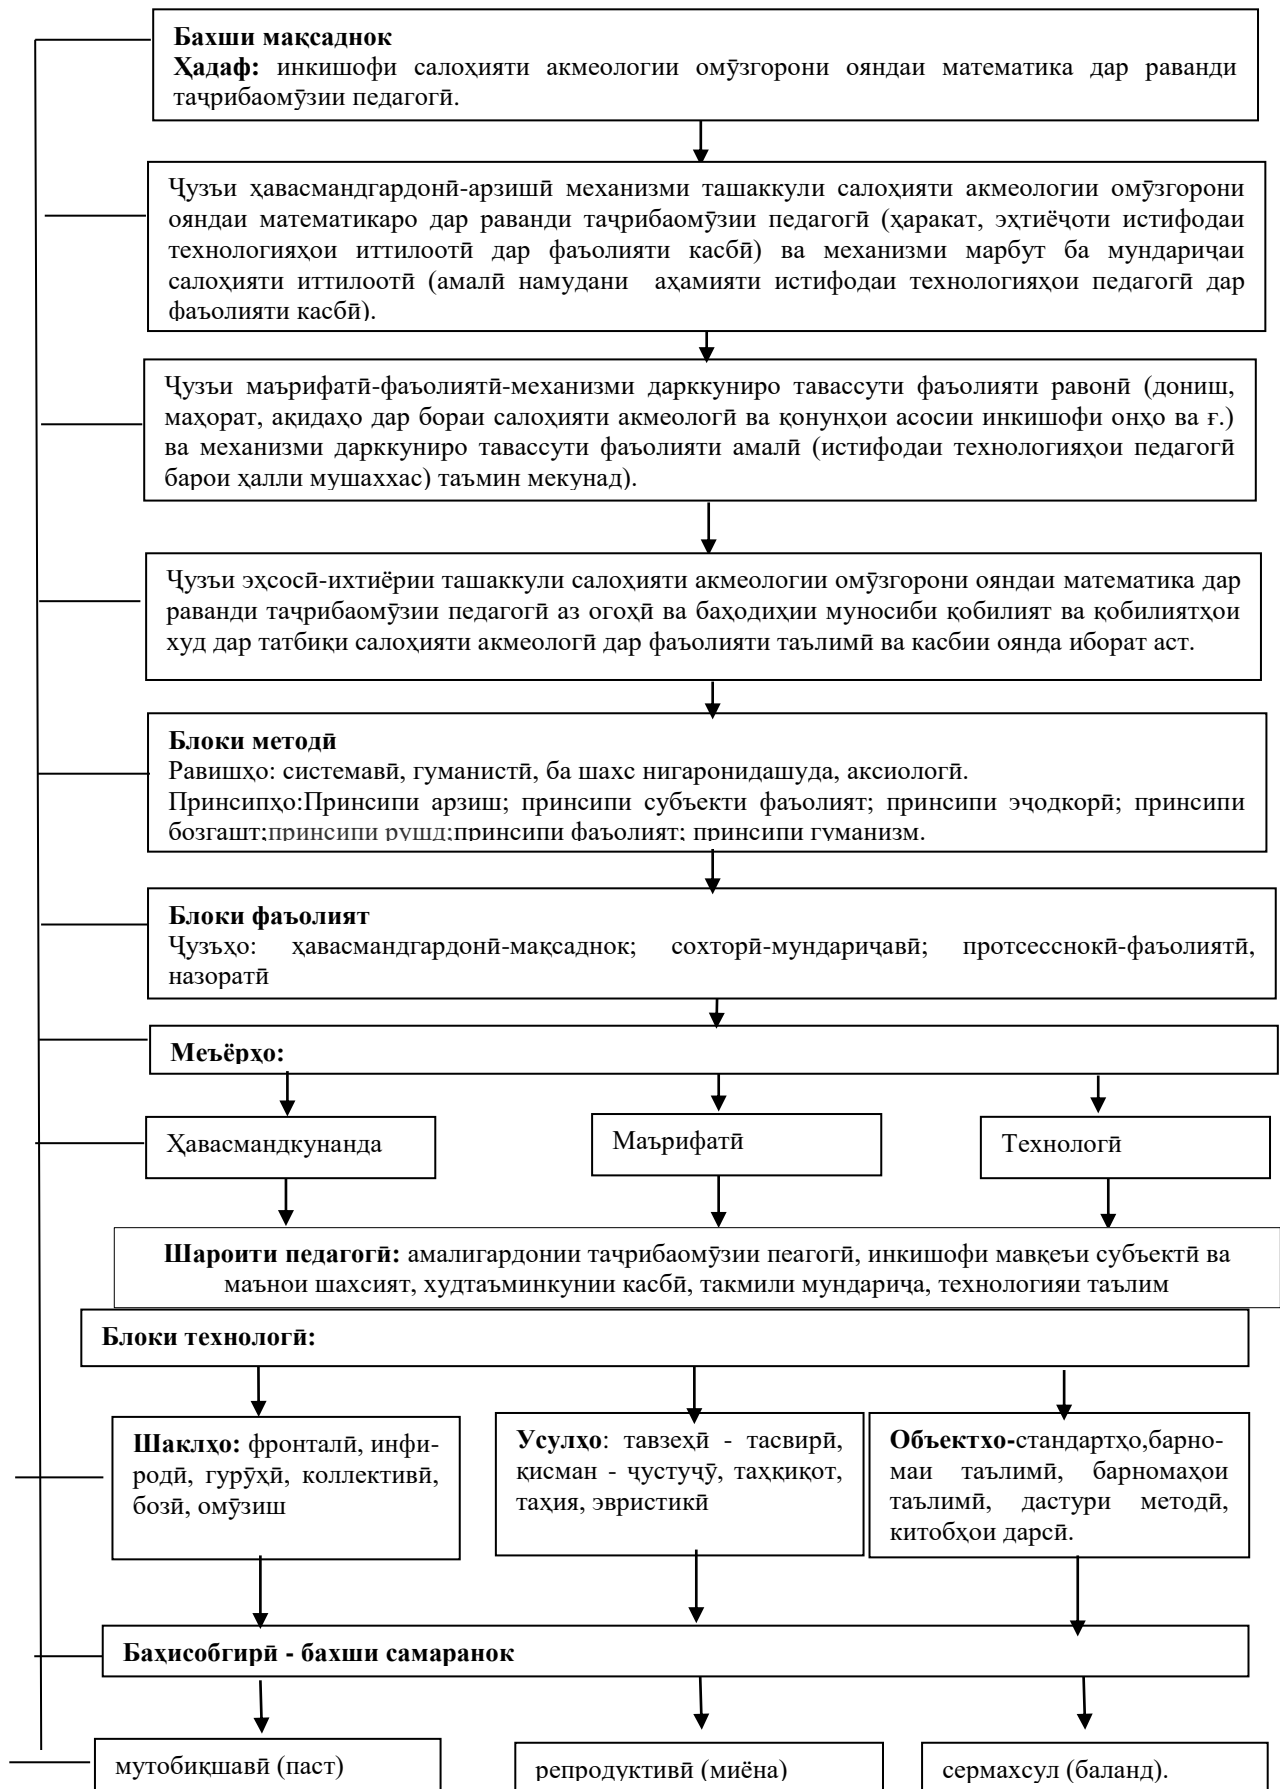 Бахши мақсаднок
Ҳадаф: инкишофи салоҳияти акмеологии омӯзгорони ояндаи математика дар раванди
таҷрибаомӯзии педагогӣ.
Ҷузъи ҳавасмандгардонӣ-арзишӣ механизми ташаккули салоҳияти акмеологии омӯзгорони
ояндаи математикаро дар раванди таҷрибаомӯзии педагогӣ (ҳаракат, эҳтиёҷоти истифодаи
технологияҳои иттилоотӣ дар фаъолияти касбӣ) ва механизми марбут ба мундариҷаи
салоҳияти иттилоотӣ (амалӣ намудани аҳамияти истифодаи технологияҳои педагогӣ дар
фаъолияти касбӣ).
Ҷузъи маърифатӣ-фаъолиятӣ-механизми дарккуниро тавассути фаъолияти равонӣ (дониш,
маҳорат, ақидаҳо дар бораи салоҳияти акмеологӣ ва қонунҳои асосии инкишофи онҳо ва ғ.)
ва механизми дарккуниро тавассути фаъолияти амалӣ (истифодаи технологияҳои педагогӣ
барои ҳалли мушаххас) таъмин мекунад).
Ҷузъи эҳсосӣ-ихтиёрии ташаккули салоҳияти акмеологии омӯзгорони ояндаи математика дар
раванди таҷрибаомӯзии педагогӣ аз огоҳӣ ва баҳодиҳии муносиби қобилият ва қобилиятҳои
худ дар татбиқи салоҳияти акмеологӣ дар фаъолияти таълимӣ ва касбии оянда иборат аст.
Блоки методӣ
Равишҳо: системавӣ, гуманистӣ, ба шахс нигаронидашуда, аксиологӣ.
Принсипҳо:Принсипи арзиш; принсипи субъекти фаъолият; принсипи эҷодкорӣ; принсипи
бозгашт;принсипи рушд;принсипи фаъолият; принсипи гуманизм.
Блоки фаъолият
Ҷузъҳо: ҳавасмандгардонӣ-мақсаднок; сохторӣ-мундариҷавӣ; протсесснокӣ-фаъолиятӣ,
назоратӣ
Меъёрҳо:
Ҳавасмандкунанда
Маърифатӣ
Технологӣ
Шароити педагогӣ: амалигардонии таҷрибаомӯзии пеагогӣ, инкишофи мавқеъи субъектӣ ва
маънои шахсият, худтаъминкунии касбӣ, такмили мундариҷа, технологияи таълим
Блоки технологӣ:
Шаклҳо: фронталӣ, инфи-
родӣ, гурӯҳӣ, коллективӣ,
бозӣ, омӯзиш
Усулҳо: тавзеҳӣ - тасвирӣ,
қисман - ҷустуҷӯ, таҳқиқот,
таҳия, эвристикӣ
Объектхо-стандартҳо,барно-
маи таълимӣ, барномаҳои
таълимӣ, дастури методӣ,
китобҳои дарсӣ.
Баҳисобгирӣ - бахши самаранок
мутобиқшавӣ (паст)
репродуктивӣ (миёна)
сермахсул (баланд).